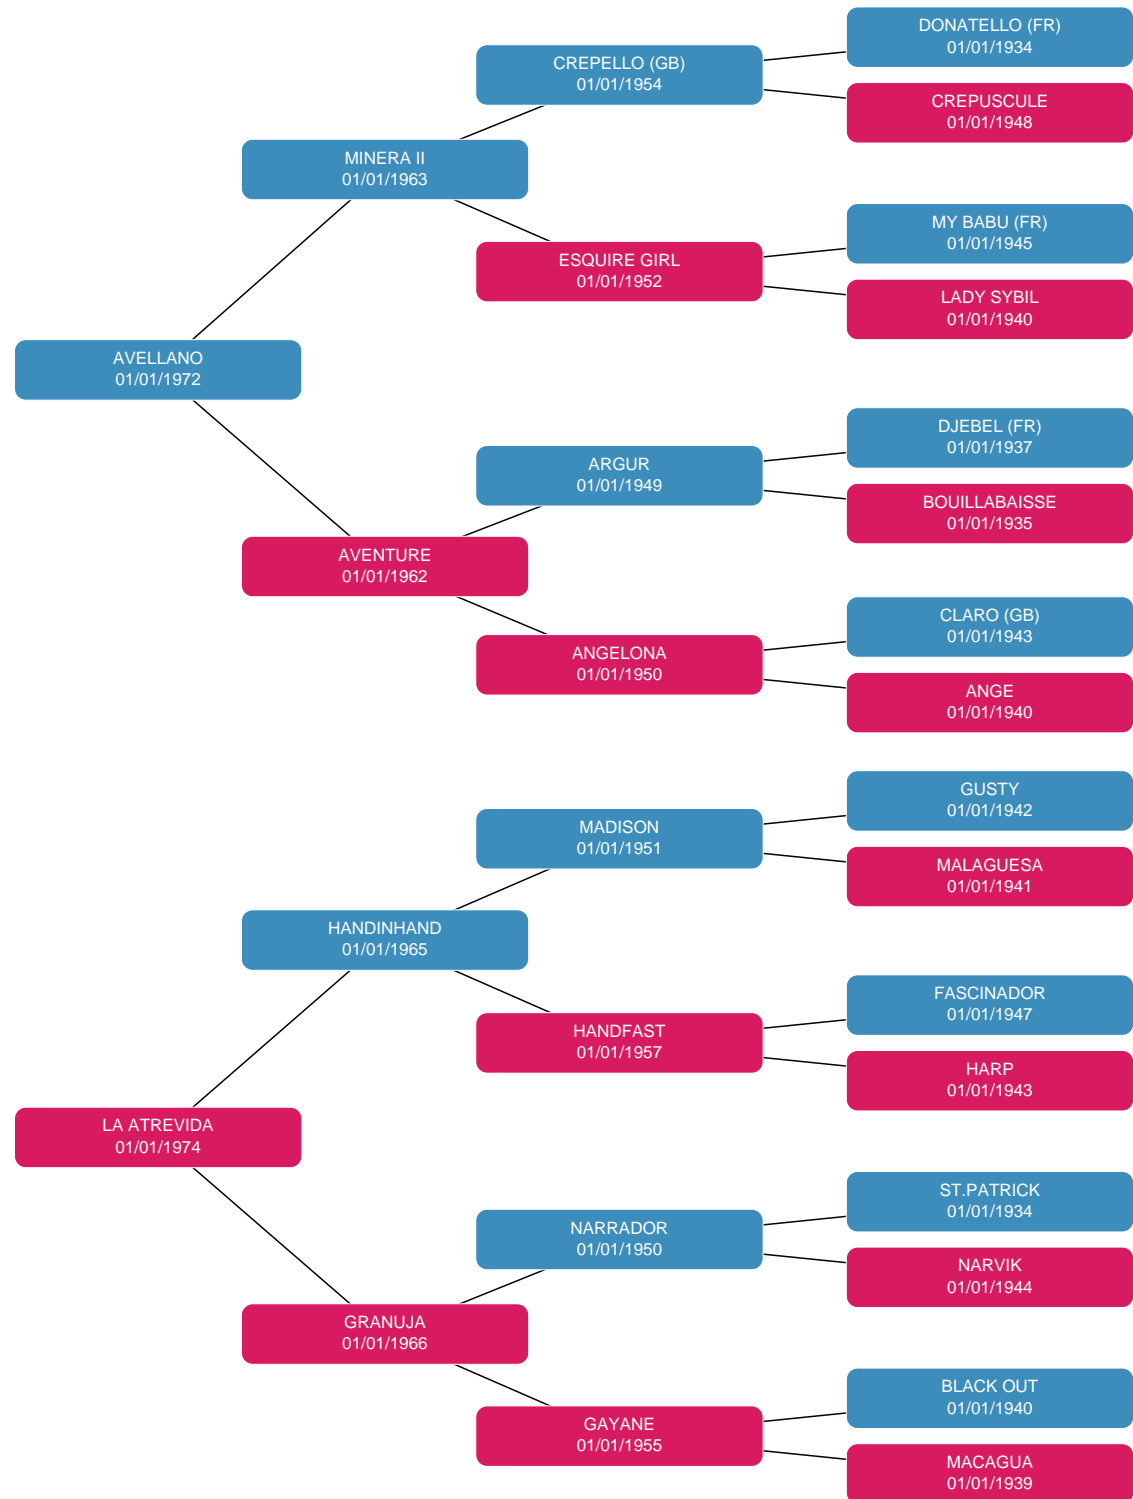 DONATELLO (FR)
01/01/1934
CREPELLO (GB)
01/01/1954
CREPUSCULE
01/01/1948
MINERA II
01/01/1963
MY BABU (FR)
01/01/1945
ESQUIRE GIRL
01/01/1952
LADY SYBIL
01/01/1940
AVELLANO
01/01/1972
DJEBEL (FR)
01/01/1937
ARGUR
01/01/1949
BOUILLABAISSE
01/01/1935
AVENTURE
01/01/1962
CLARO (GB)
01/01/1943
ANGELONA
01/01/1950
ANGE
01/01/1940
GUSTY
01/01/1942
MADISON
01/01/1951
MALAGUESA
01/01/1941
HANDINHAND
01/01/1965
FASCINADOR
01/01/1947
HANDFAST
01/01/1957
HARP
01/01/1943
LA ATREVIDA
01/01/1974
ST.PATRICK
01/01/1934
NARRADOR
01/01/1950
NARVIK
01/01/1944
GRANUJA
01/01/1966
BLACK OUT
01/01/1940
GAYANE
01/01/1955
MACAGUA
01/01/1939